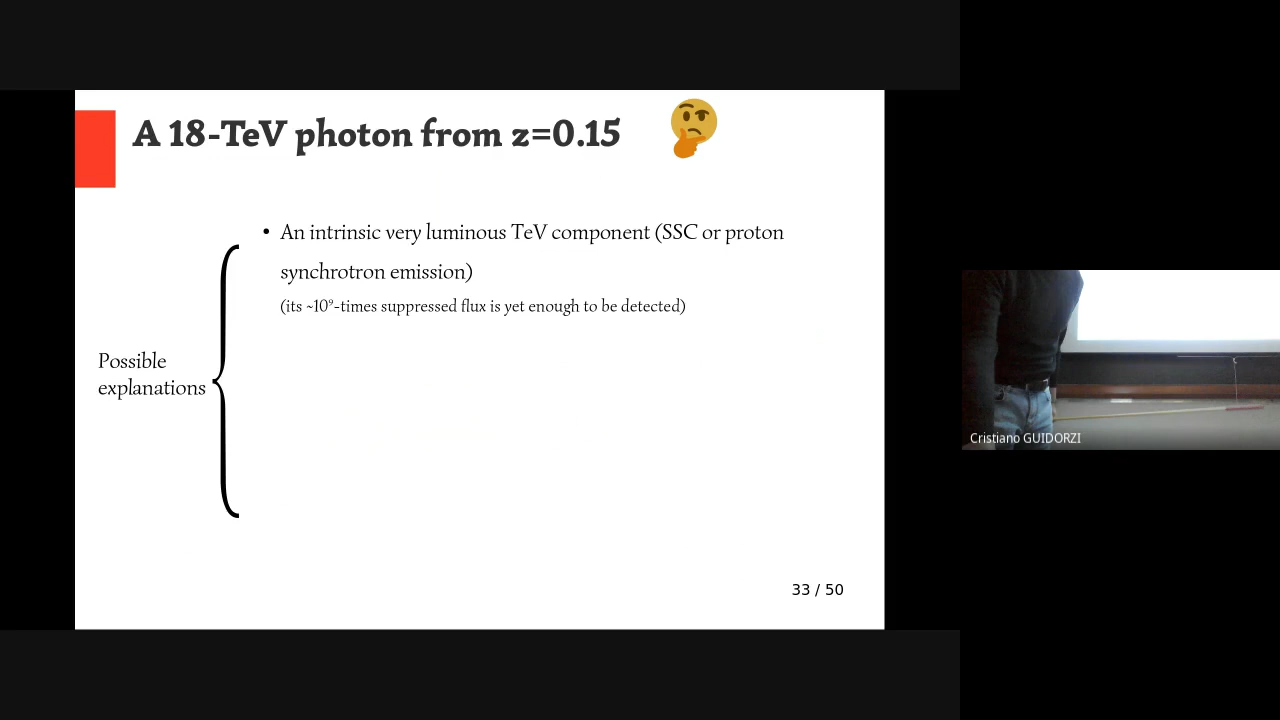 A 18-TeV photon from z=0.15
• An intrinsic very luminous TeV component (SSC or proton
synchrotron emission)
(its ~10⁹-times suppressed flux is yet enough to be detected)
Possible
explanations
33 / 50
Cristiano GUIDORZI